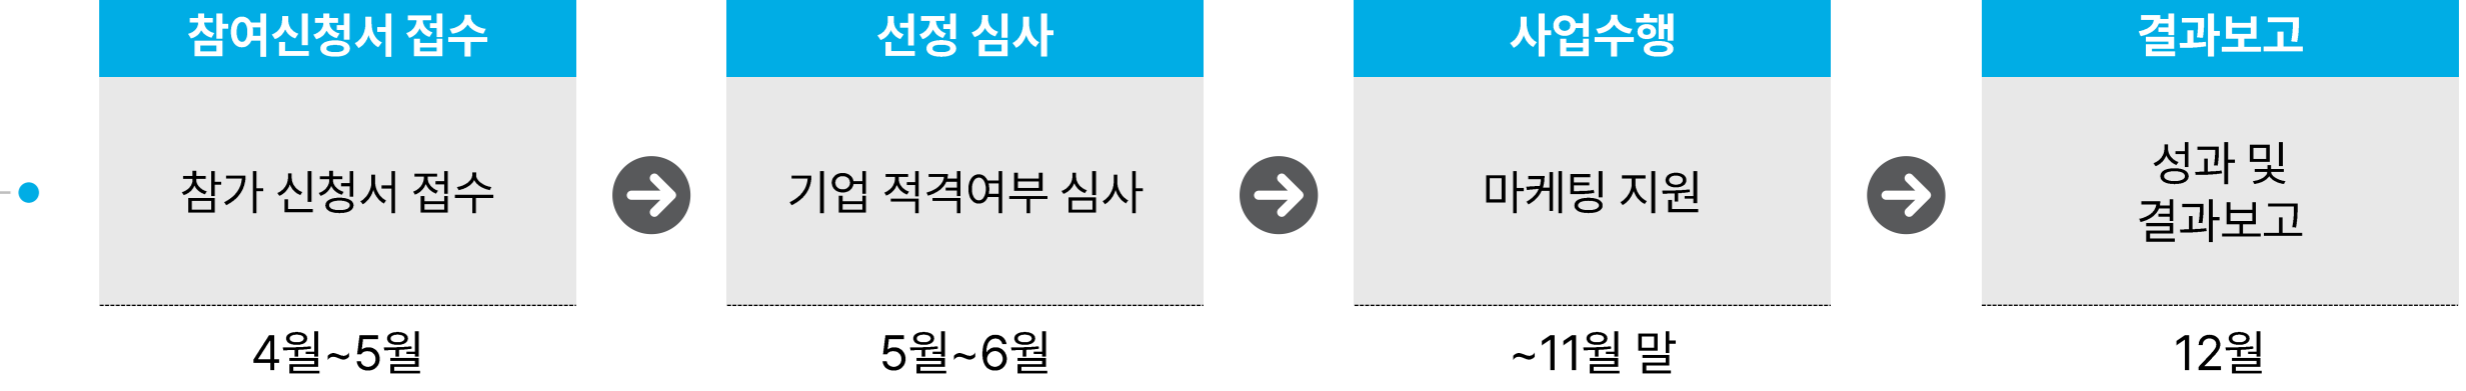 참여신청서 접수
참가 신청서 접수
4월~5월
선정 심사
기업 적격여부 심사
5월~6월
사업수행
마케팅 지원
~11월 말
결과보고
성과 및
결과보고
12월